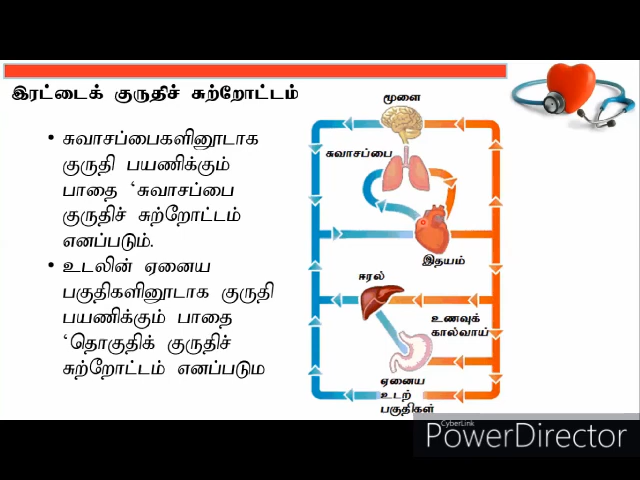 இரட்டைக் குருதிச் சுற்றோட்டம்
• சுவாசப்பைகளினூடாக
குருதி பயணிக்கும்
பாதை ‘சுவாசப்பை
குருதிச் சுற்றோட்டம்
எனப்படும்.
• உடலின் ஏனைய
பகுதிகளினூடாக குருதி
பயணிக்கும் பாதை
‘தொகுதிக் குருதிச்
சுற்றோட்டம் எனப்படும
மூளை
சுவாசப்பை
இதயம்
ஈரல்
உணவுக்
கால்வாய்
ஏனைய
உடற்
பகுதிகள்
CyberLink
PowerDirector